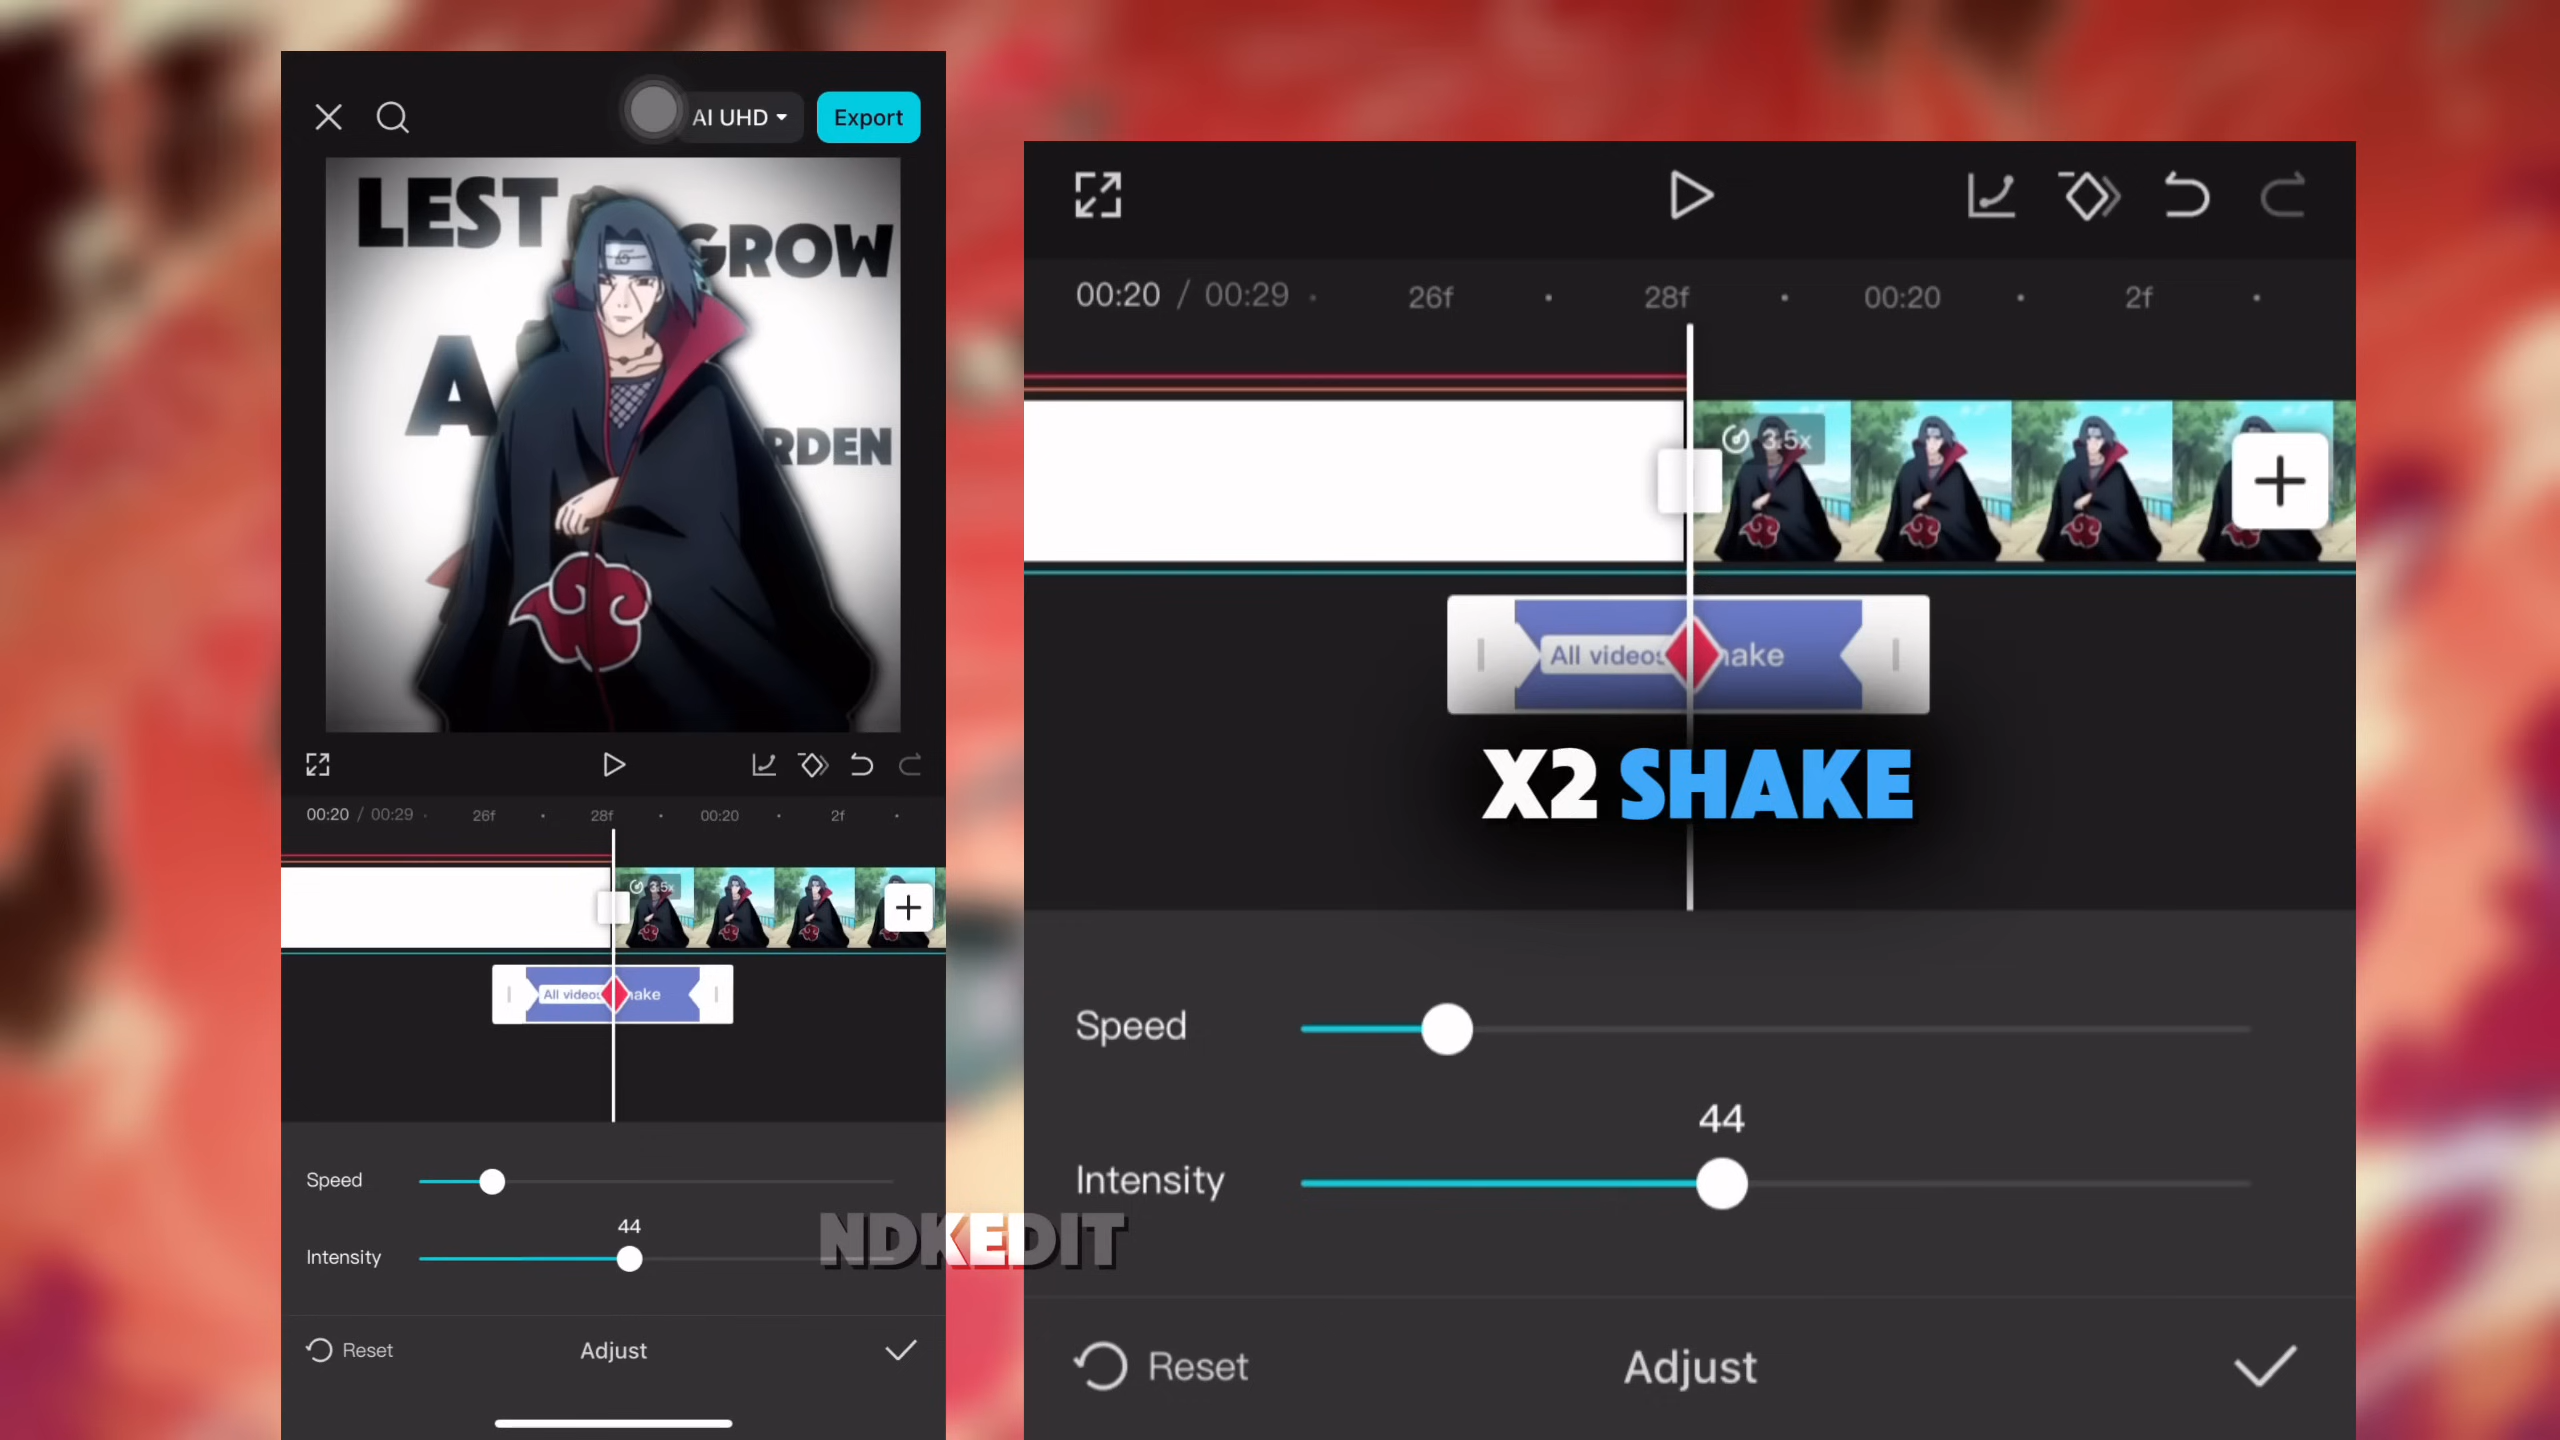 AI UHD
Export
LEST
GROW
A
RDEN
00:20 / 00:29
26f
28f
00:20
2f
3.5x
All videos
ake
Speed
44
Intensity
Reset
Adjust
NDKEDIT
00:20 / 00:29
26f
28f
00:20
2f
3.5x
All videos
hake
X2 SHAKE
Speed
44
Intensity
Reset
Adjust